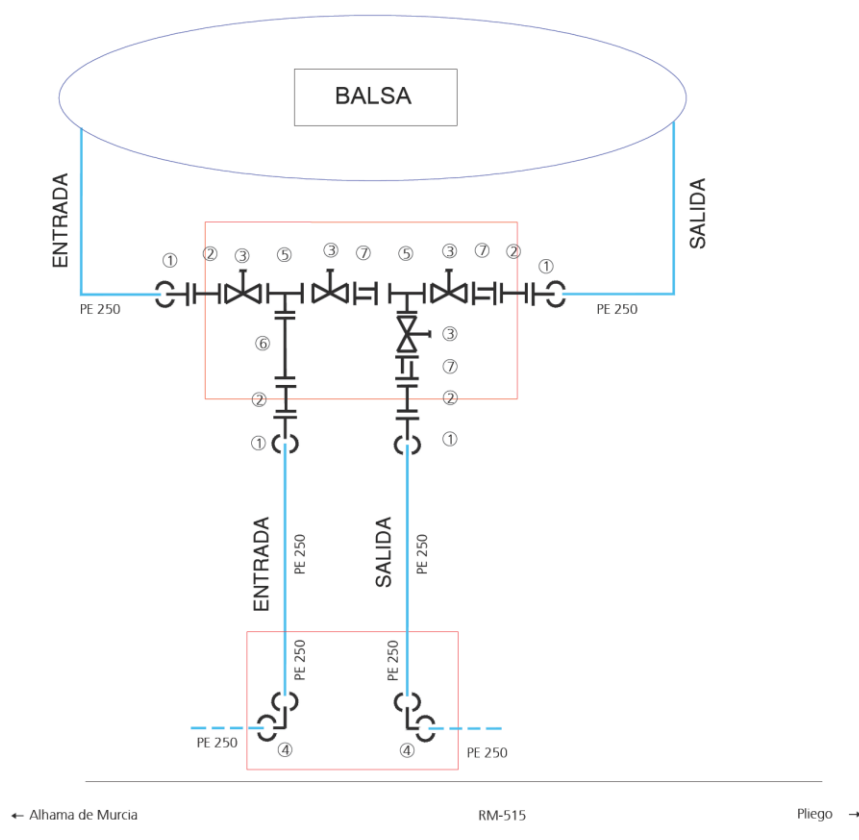 BALSA
ENTRADA
SALIDA
① ② ③ ⑤ ③ ⑦ ⑤ ③ ⑦ ② ①
PE 250
PE 250
③
⑥
⑦
② ②
① ①
ENTRADA
PE 250
SALIDA
PE 250
PE 250
PE 250
PE 250 ④ ④ PE 250
← Alhama de Murcia RM-515 Pliego →